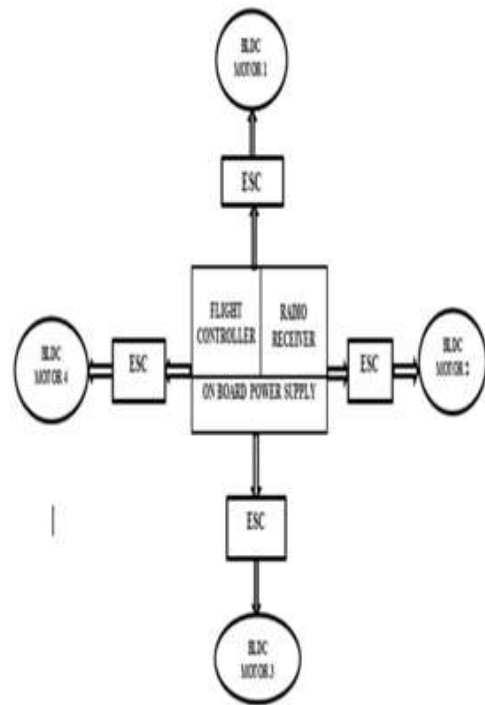 BLDC
MOTOR 1
ESC
FLIGHT
CONTROLLER
RADIO
RECEIVER
BLDC
MOTOR 4
ESC
ESC
BLDC
MOTOR 2
ON BOARD POWER SUPPLY
ESC
BLDC
MOTOR 3